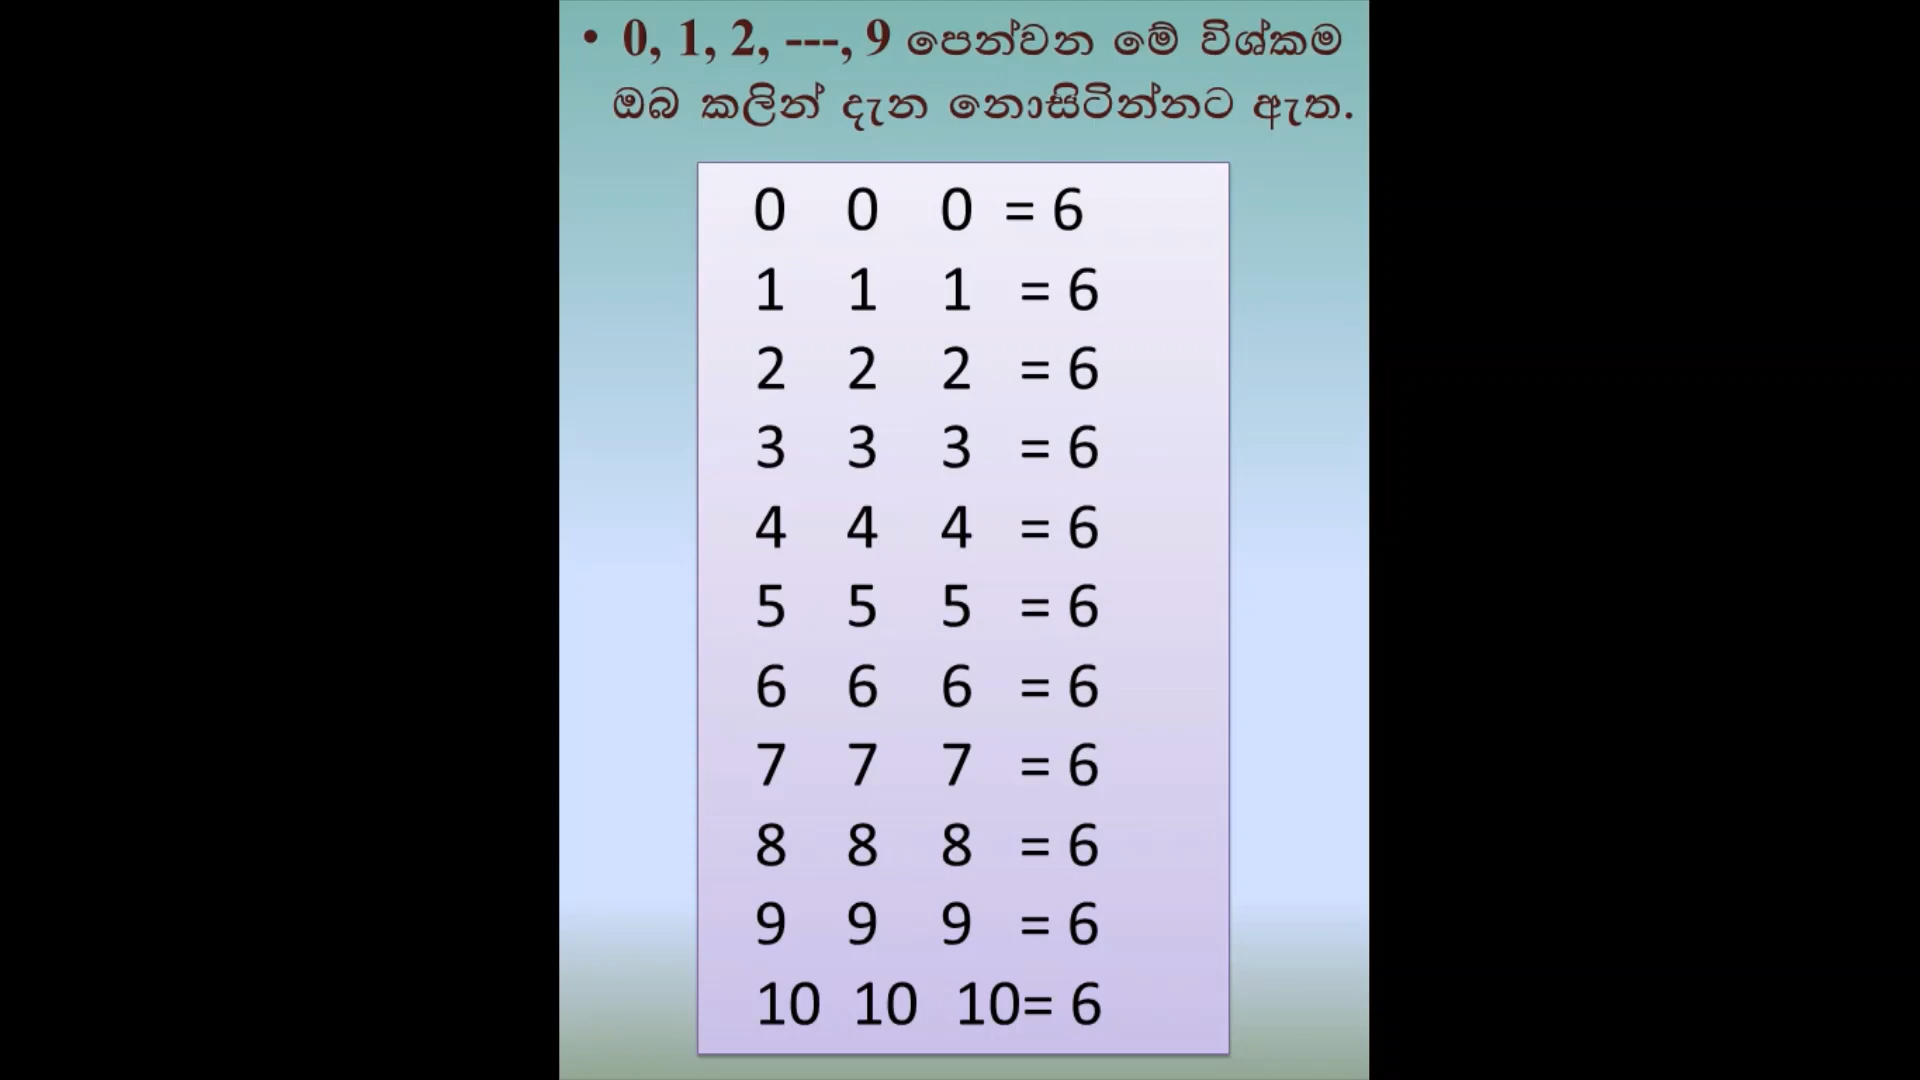 • 0, 1, 2, ---, 9 පෙන්වන මේ විශ්කම
ඔබ කලින් දැන නොසිටින්නට ඇත.
0 0 0 = 6
1 1 1 = 6
2 2 2 = 6
3 3 3 = 6
4 4 4 = 6
5 5 5 = 6
6 6 6 = 6
7 7 7 = 6
8 8 8 = 6
9 9 9 = 6
10 10 10= 6